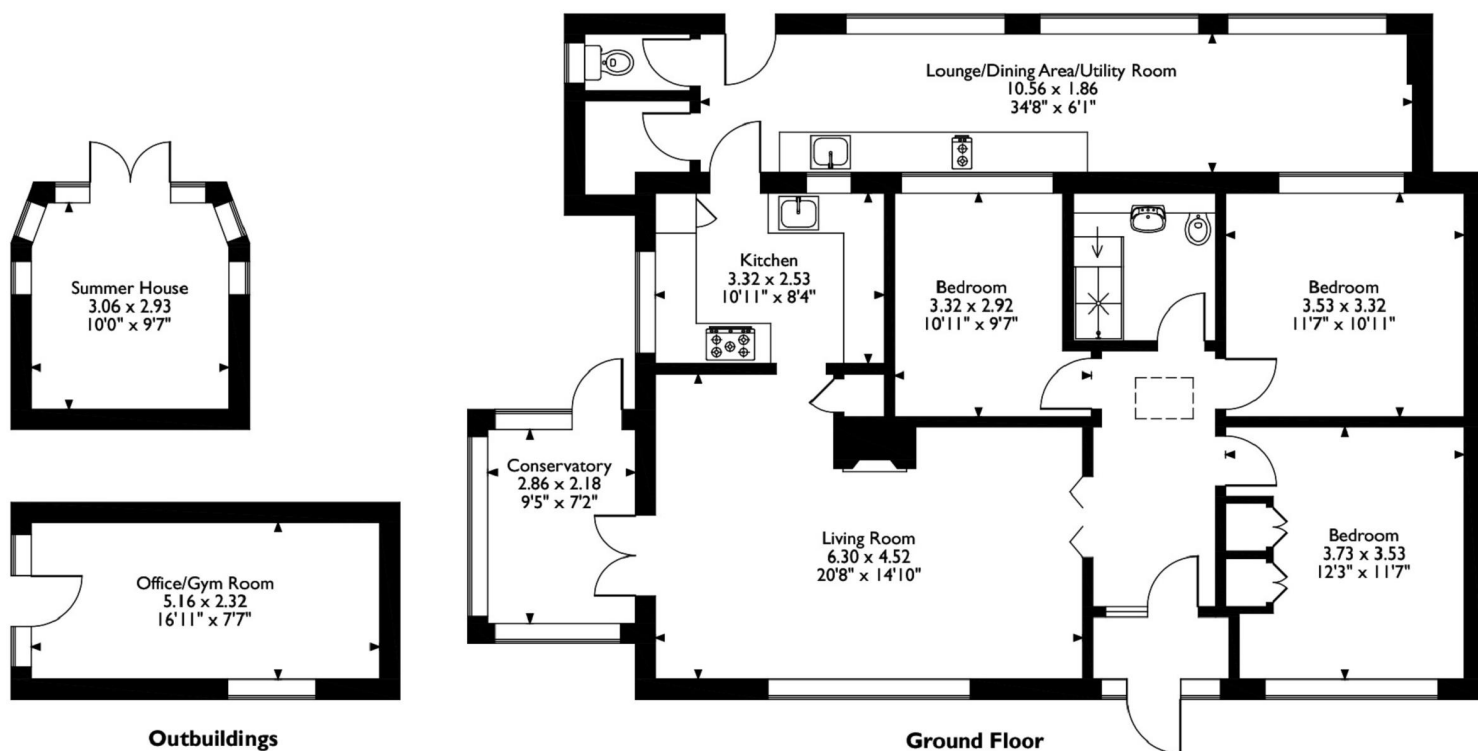 Lounge/Dining Area/Utility Room
10.56 x 1.86
34'8" x 6'1"
Summer House
3.06 x 2.93
10'0" x 9'7"
Kitchen
3.32 x 2.53
10'11" x 8'4"
Bedroom
3.32 x 2.92
10'11" x 9'7"
Bedroom
3.53 x 3.32
11'7" x 10'11"
Conservatory
2.86 x 2.18
9'5" x 7'2"
Living Room
6.30 x 4.52
20'8" x 14'10"
Bedroom
3.73 x 3.53
12'3" x 11'7"
Office/Gym Room
5.16 x 2.32
16'11" x 7'7"
Outbuildings
Ground Floor